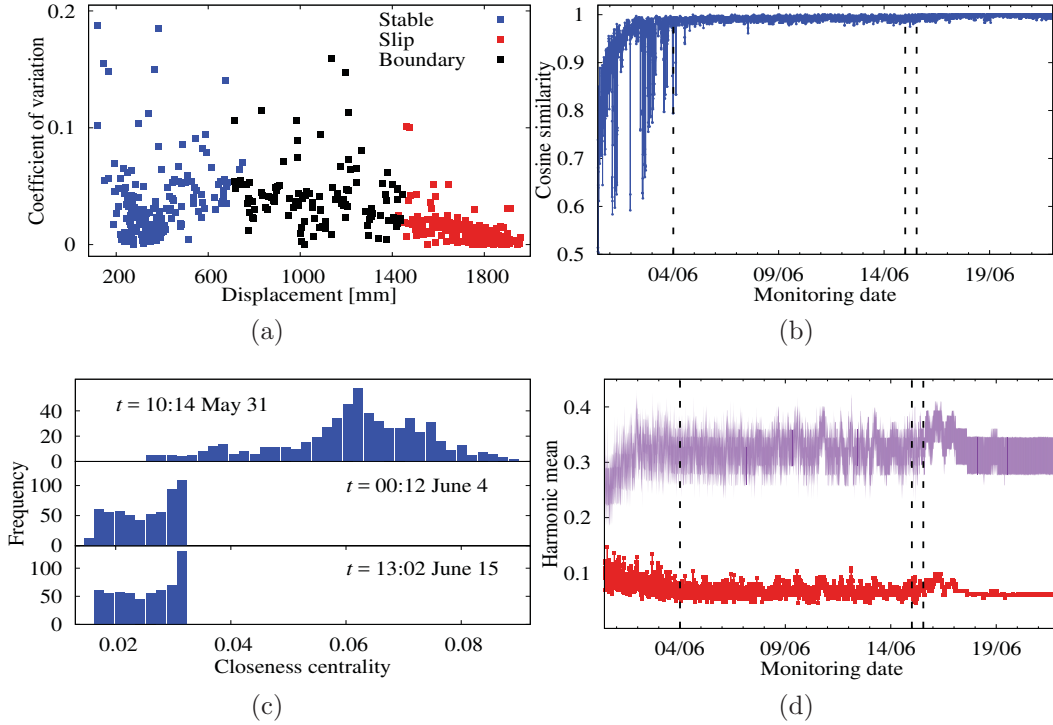 Stable
Slip
Boundary
0.2
0.1
0
Coefficient of variation
200 600 1000 1400 1800
Displacement [mm]
(a)
1
0.9
0.8
0.7
0.6
0.5
Cosine similarity
04/06 09/06 14/06 19/06
Monitoring date
(b)
t = 10:14 May 31
40
20
0
t = 00:12 June 4
100
50
0
t = 13:02 June 15
100
50
0
Frequency
0.02 0.04 0.06 0.08
Closeness centrality
(c)
0.4
0.3
0.2
0.1
Harmonic mean
04/06 09/06 14/06 19/06
Monitoring date
(d)